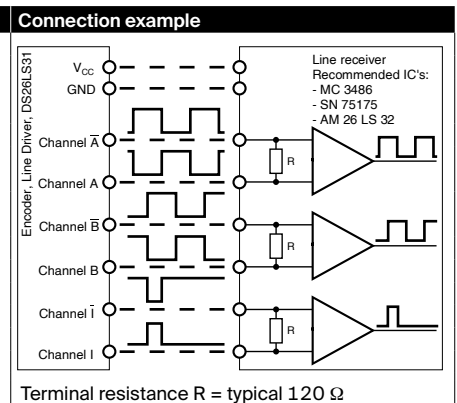 Connection example
Encoder, Line Driver, DS26LS31
V_CC
GND
Channel A̅
Channel A
Channel B̅
Channel B
Channel I̅
Channel I
R
R
R
Line receiver
Recommended IC's:
- MC 3486
- SN 75175
- AM 26 LS 32
Terminal resistance R = typical 120 Ω